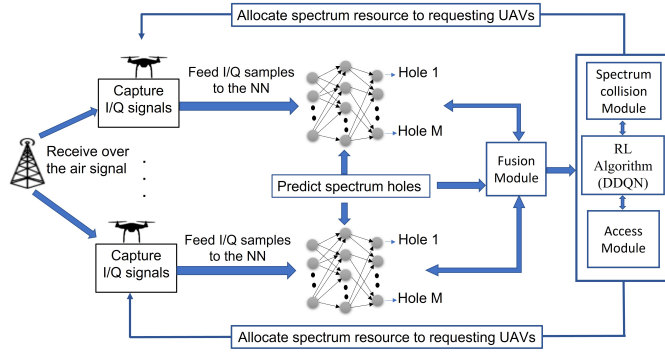 Allocate spectrum resource to requesting UAVs
Capture
I/Q signals
Feed I/Q samples
to the NN
Hole 1
Hole M
Spectrum
collision
Module
Receive over
the air signal
Predict spectrum holes
Fusion
Module
RL
Algorithm
(DDQN)
Access
Module
Capture
I/Q signals
Feed I/Q samples
to the NN
Hole 1
Hole M
Allocate spectrum resource to requesting UAVs